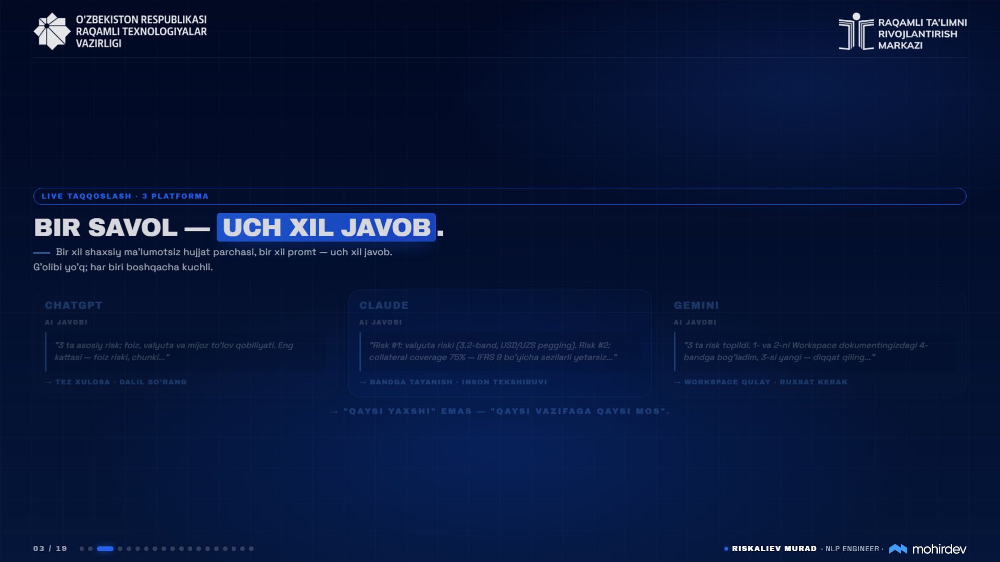 O'ZBEKISTON RESPUBLIKASI
RAQAMLI TEXNOLOGIYALAR
VAZIRLIGI
RAQAMLI TA'LIMNI
RIVOJLANTIRISH
MARKAZI
LIVE TAQQOSLASH · 3 PLATFORMA
BIR SAVOL — UCH XIL JAVOB.
Bir xil shaxsiy ma'lumotsiz hujjat parchasi, bir xil promt — uch xil javob.
G'olibi yo'q; har biri boshqacha kuchli.
CHATGPT
AI JAVOBI
"3 ta asosiy risk: foiz, valyuta va mijoz to'lov qobiliyati. Eng
kattasi — foiz riski, chunki..."
→ TEZ XULOSA · DALIL SO'RANG
CLAUDE
AI JAVOBI
"Risk #1: valyuta riski (3.2-band, USD/UZS pegging). Risk #2:
collateral coverage 75% — IFRS 9 bo'yicha sezilarli yetarsiz..."
→ BANDGA TAYANISH · INSON TEKSHIRUVI
GEMINI
AI JAVOBI
"3 ta risk topildi. 1- va 2-ni Workspace dokumentingizdagi 4-
bandga bog'ladim, 3-si yangi — diqqat qiling..."
→ WORKSPACE QULAY · RUXSAT KERAK
→ "QAYSI YAXSHI" EMAS — "QAYSI VAZIFAGA QAYSI MOS".
03 / 19
RISKALIEV MURAD · NLP ENGINEER ·
mohirdev